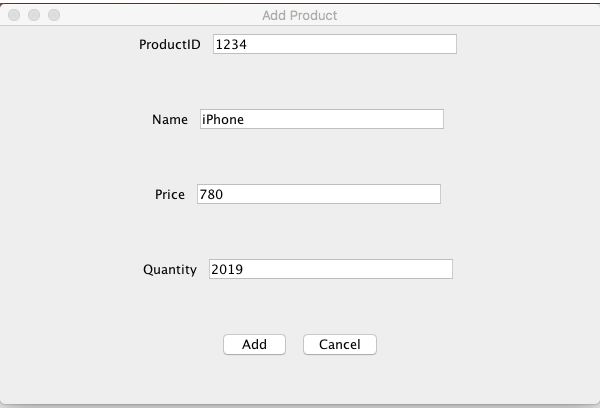 Add Product
ProductID 1234
Name iPhone
Price 780
Quantity 2019
Add Cancel